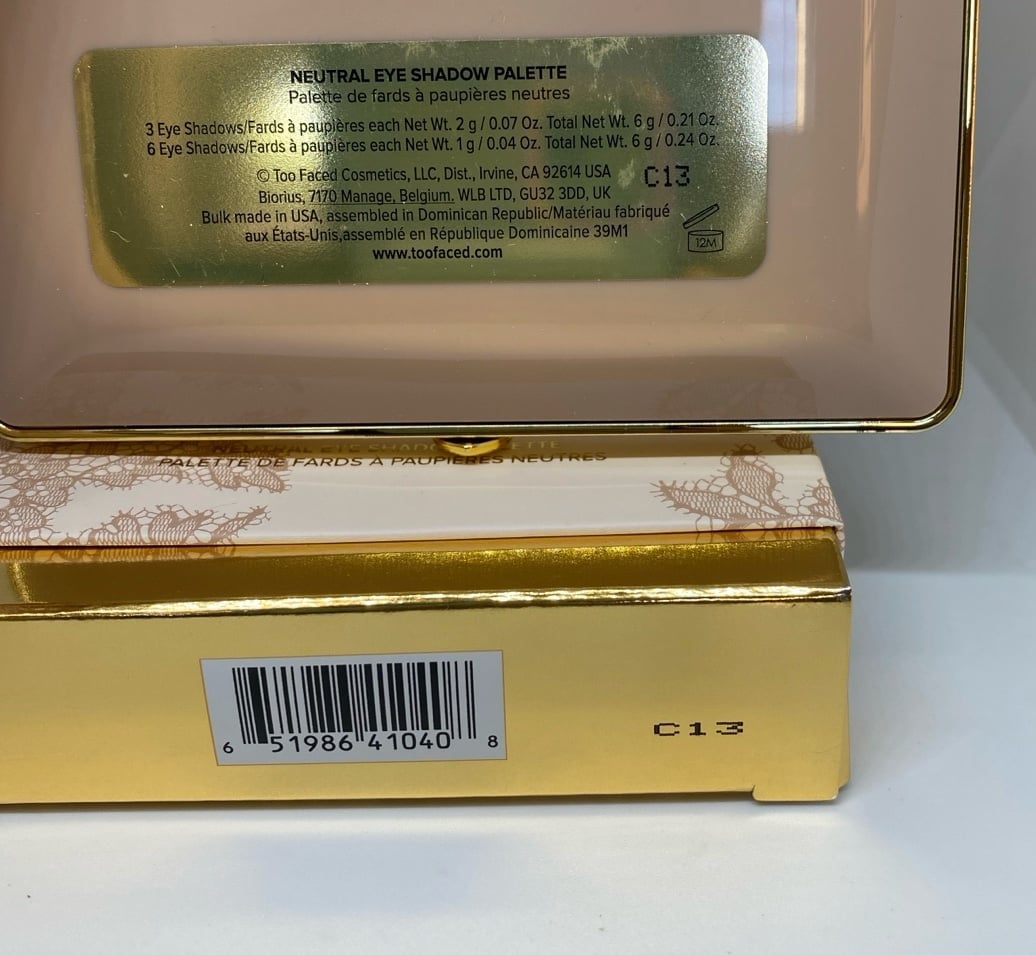 NEUTRAL EYE SHADOW PALETTE
Palette de fards à paupières neutres
3 Eye Shadows/Fards à paupières each Net Wt. 2 g / 0.07 Oz. Total Net Wt. 6 g / 0.21 Oz.
6 Eye Shadows/Fards à paupières each Net Wt. 1 g / 0.04 Oz. Total Net Wt. 6 g / 0.24 Oz.
© Too Faced Cosmetics, LLC, Dist., Irvine, CA 92614 USA
C13
Biorius, 7170 Manage, Belgium. WLB LTD, GU32 3DD, UK
Bulk made in USA, assembled in Dominican Republic/Matériau fabriqué
aux États-Unis,assemblé en République Dominicaine 39M1
12M
www.toofaced.com
NEUTRAL EYE SHADOW PALETTE
PALETTE DE FARDS À PAUPIÈRES NEUTRES
C13
6 51986 41040 8